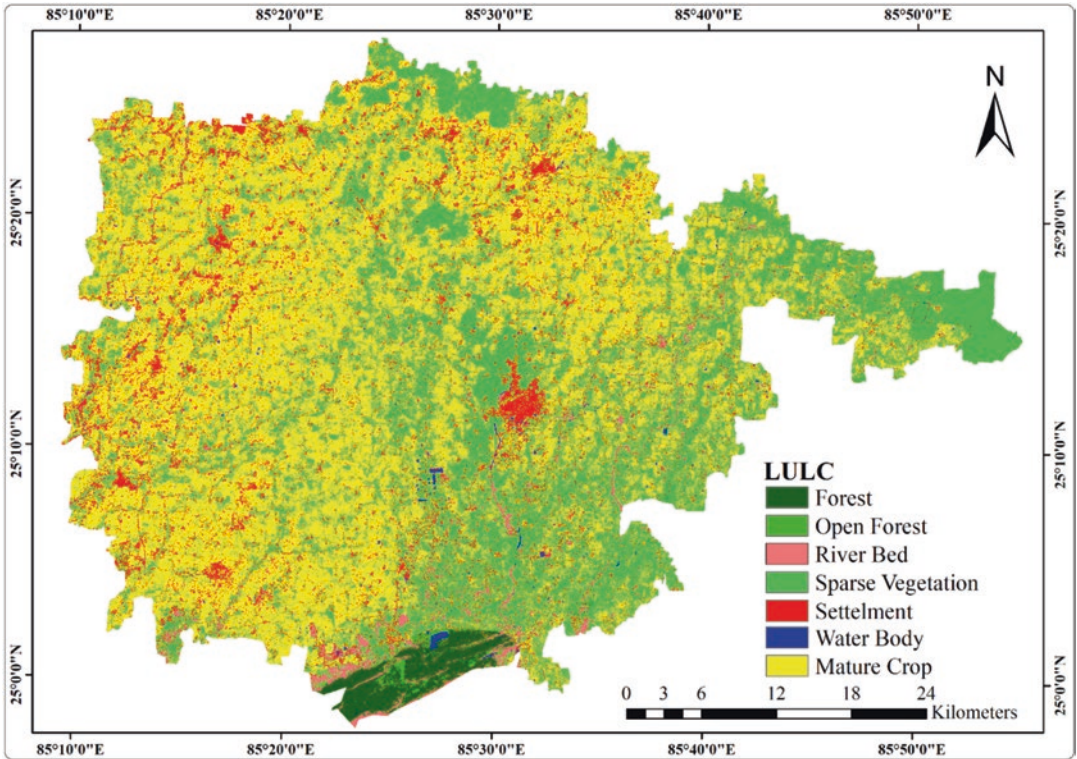 85°10'0"E 85°20'0"E 85°30'0"E 85°40'0"E 85°50'0"E
N
25°20'0"N 25°20'0"N
25°10'0"N 25°10'0"N
LULC
Forest
Open Forest
River Bed
Sparse Vegetation
Settelment
Water Body
Mature Crop
25°0'0"N 25°0'0"N
0 3 6 12 18 24
Kilometers
85°10'0"E 85°20'0"E 85°30'0"E 85°40'0"E 85°50'0"E